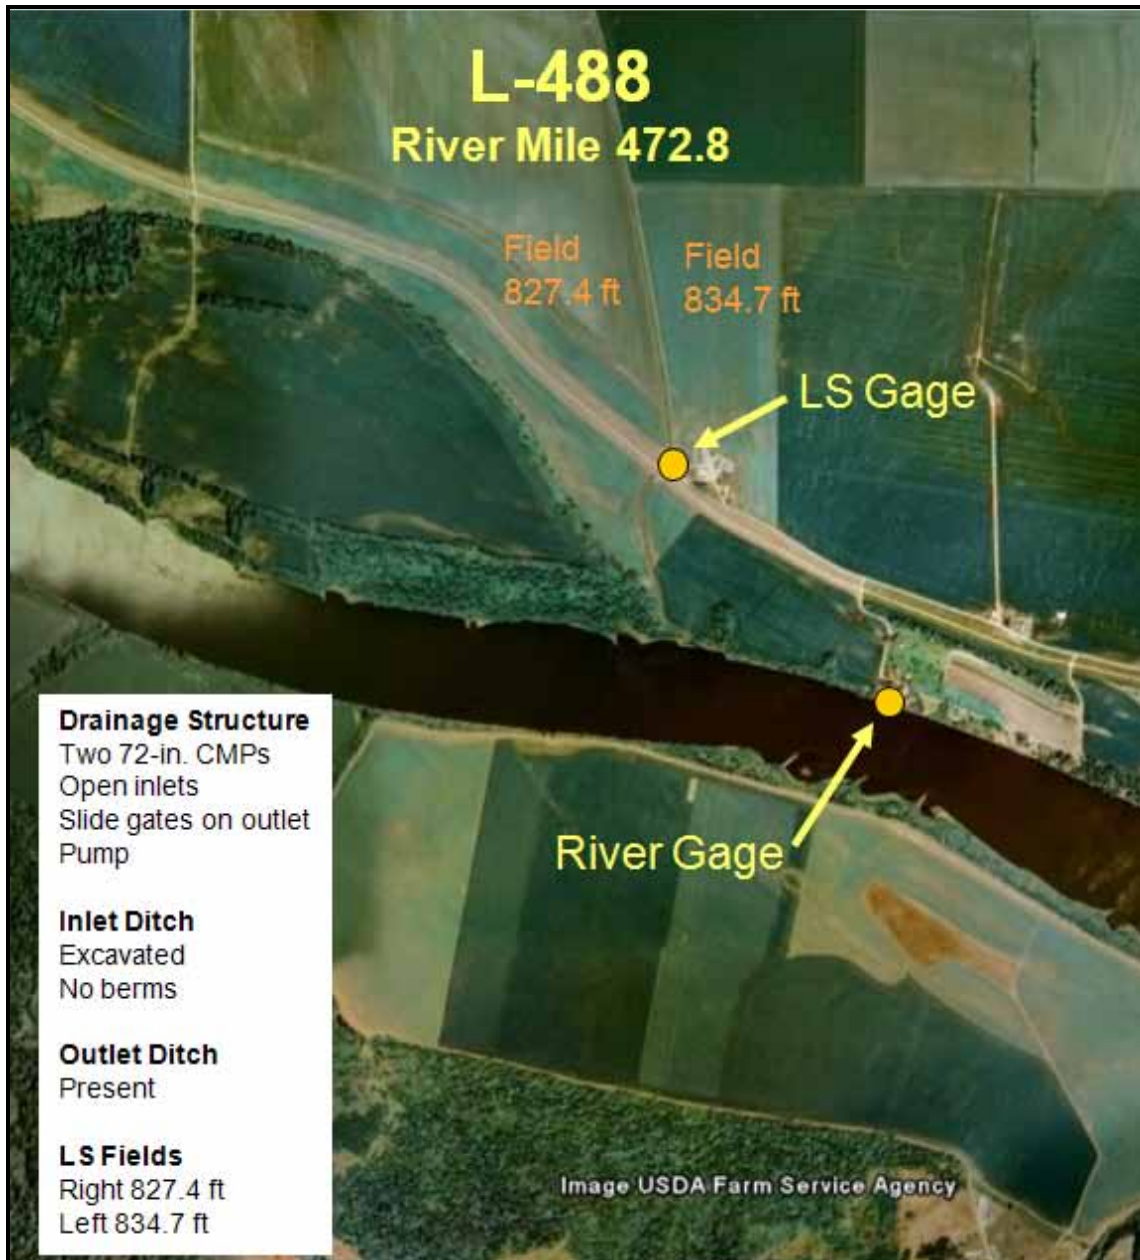 L-488
River Mile 472.8
Field
827.4 ft
Field
834.7 ft
LS Gage
River Gage
Drainage Structure
Two 72-in. CMPs
Open inlets
Slide gates on outlet
Pump
Inlet Ditch
Excavated
No berms
Outlet Ditch
Present
LS Fields
Right 827.4 ft
Left 834.7 ft
Image USDA Farm Service Agency